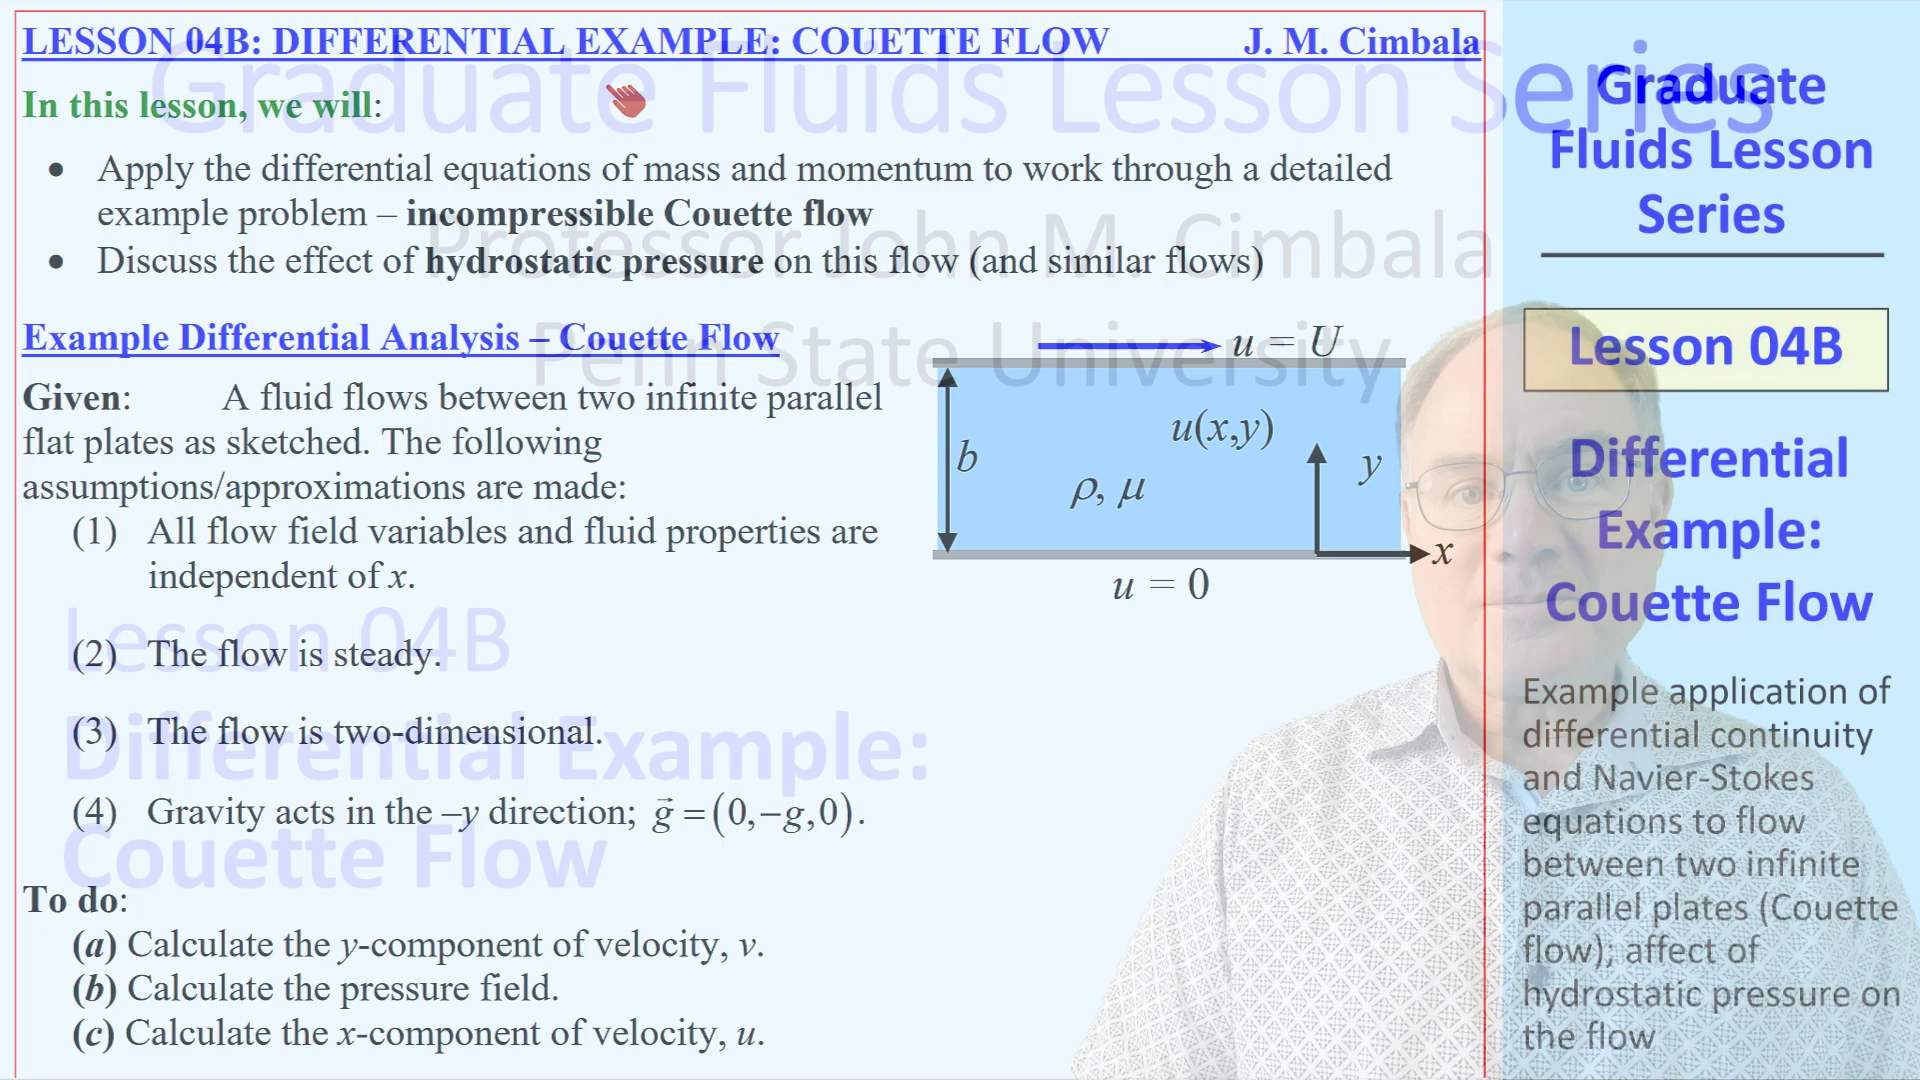 LESSON 04B: DIFFERENTIAL EXAMPLE: COUETTE FLOW J. M. Cimbala
In this lesson, we will:
• Apply the differential equations of mass and momentum to work through a detailed
example problem – incompressible Couette flow
• Discuss the effect of hydrostatic pressure on this flow (and similar flows)
Example Differential Analysis – Couette Flow
Given: A fluid flows between two infinite parallel
flat plates as sketched. The following
assumptions/approximations are made:
(1) All flow field variables and fluid properties are
independent of x.
(2) The flow is steady.
(3) The flow is two-dimensional.
(4) Gravity acts in the –y direction; g⃗ = (0,−g,0).
To do:
(a) Calculate the y-component of velocity, v.
(b) Calculate the pressure field.
(c) Calculate the x-component of velocity, u.
u = U
u(x,y)
b
y
ρ, μ
x
u = 0
Graduate Fluids Lesson Series
Professor John M. Cimbala
Penn State University
Lesson 04B
Differential Example:
Couette Flow
Graduate
Fluids Lesson
Series
Lesson 04B
Differential
Example:
Couette Flow
Example application of
differential continuity
and Navier-Stokes
equations to flow
between two infinite
parallel plates (Couette
flow); affect of
hydrostatic pressure on
the flow